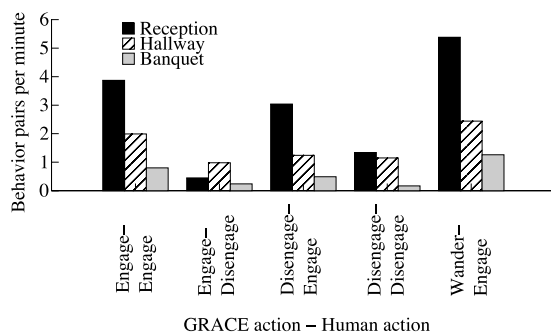 Behavior pairs per minute
6
5
4
3
2
1
0
Reception
Hallway
Banquet
Engage–
Engage
Engage–
Disengage
Disengage–
Engage
Disengage–
Disengage
Wander–
Engage
GRACE action – Human action